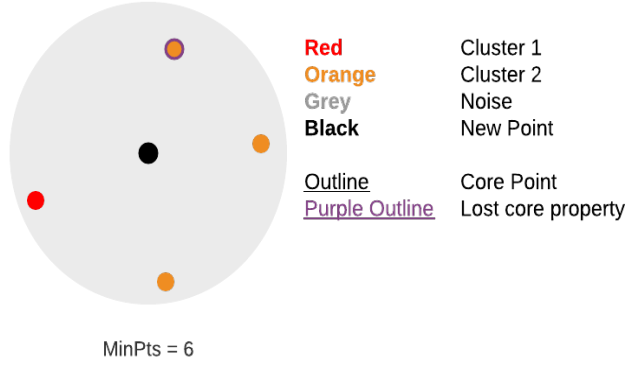 Red Cluster 1
Orange Cluster 2
Grey Noise
Black New Point
Outline Core Point
Purple Outline Lost core property
MinPts = 6